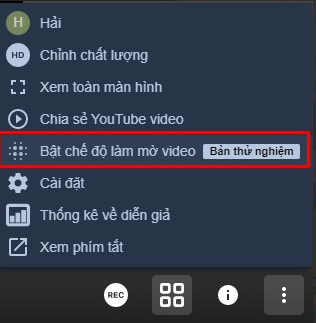 H Hải
HD Chỉnh chất lượng
Xem toàn màn hình
Chia sẻ YouTube video
Bật chế độ làm mờ video Bản thử nghiệm
Cài đặt
Thống kê về diễn giả
Xem phím tắt
REC